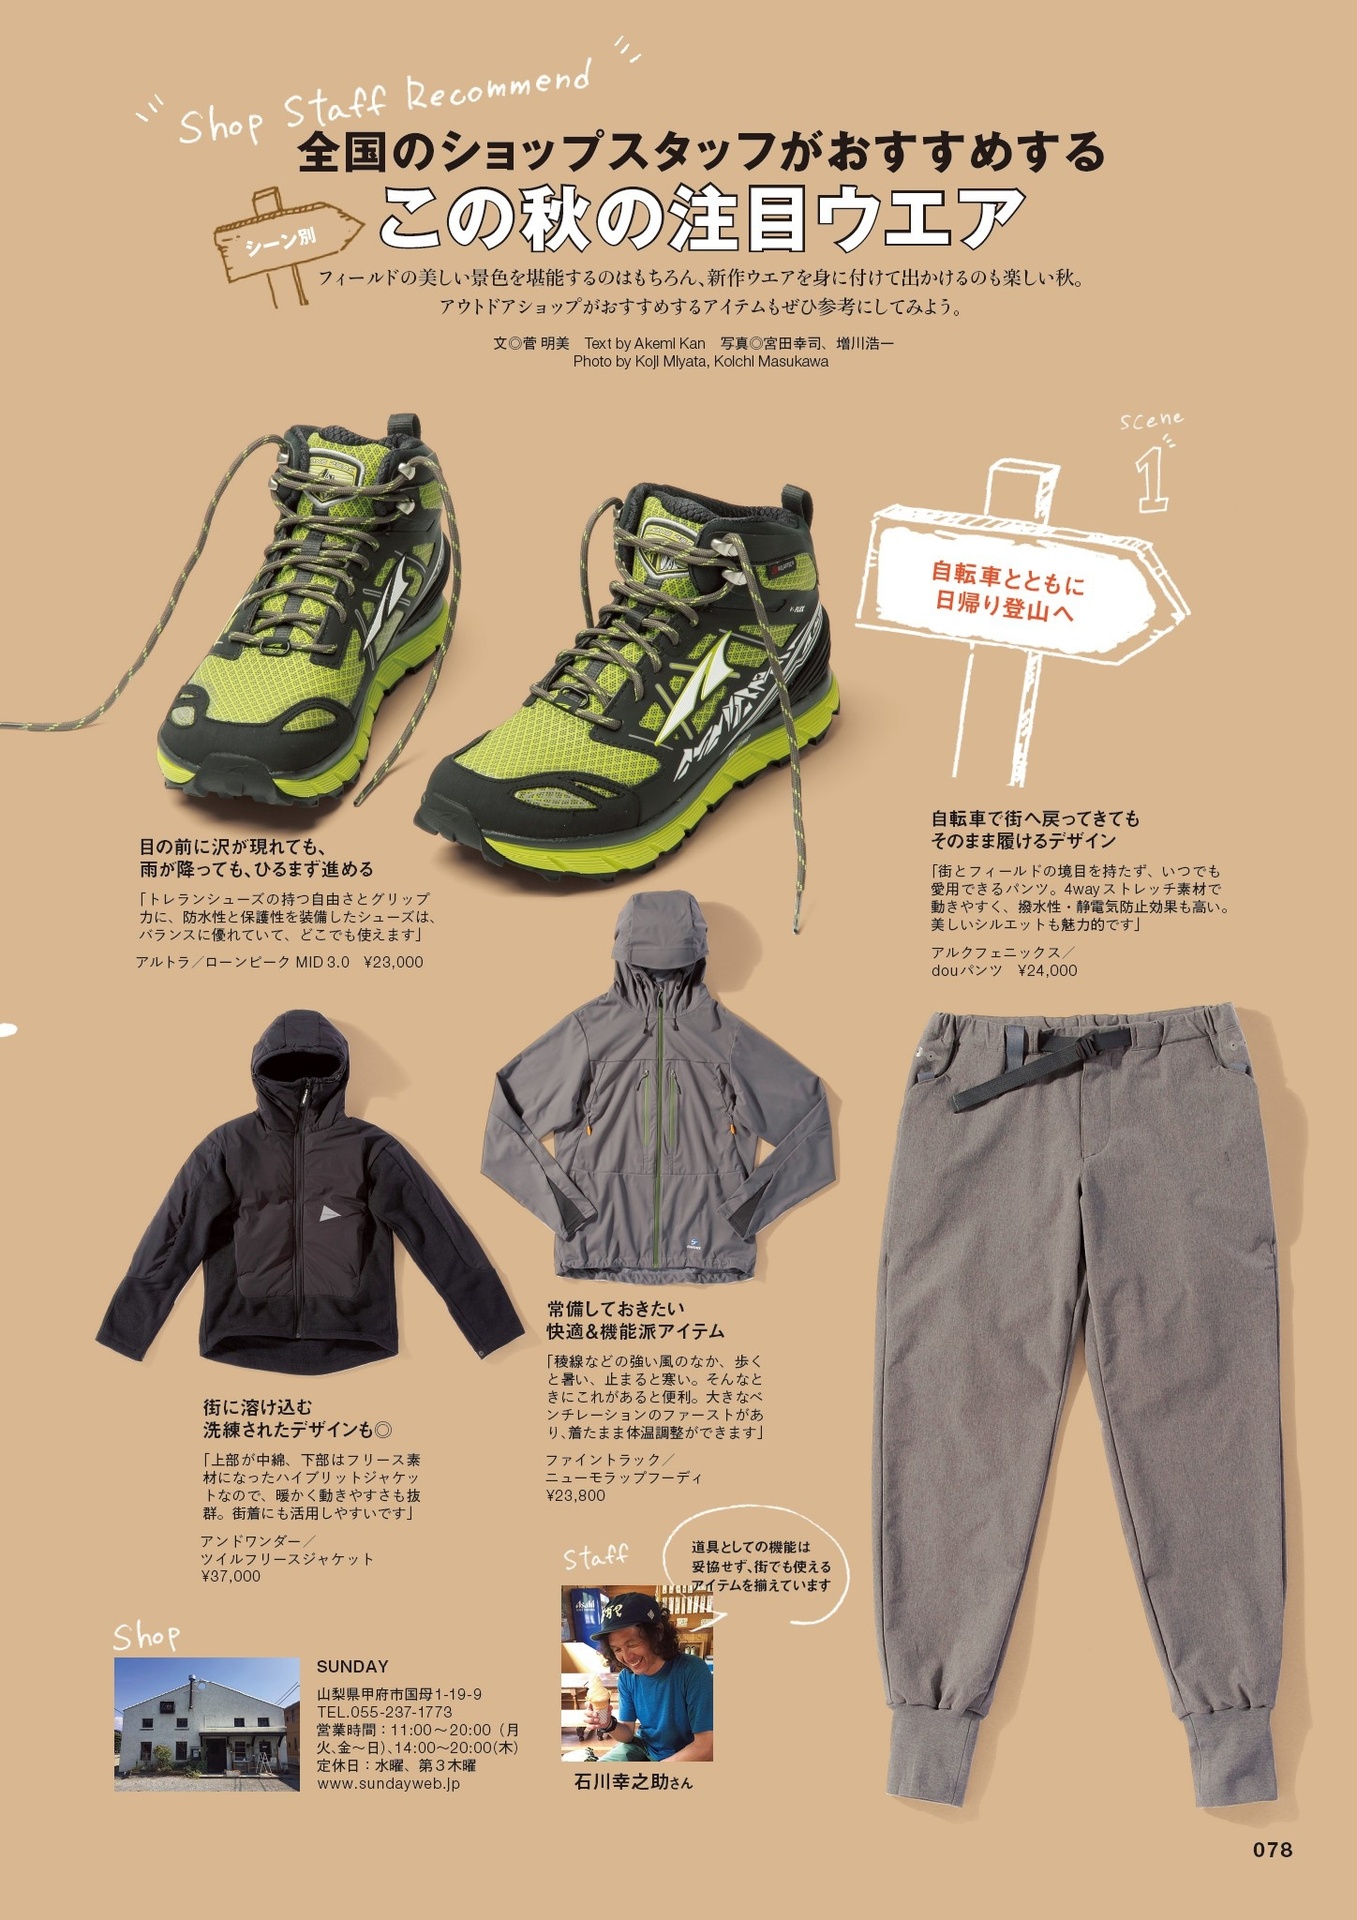 Shop Staff Recommend
全国のショップスタッフがおすすめする
シーン別
この秋の注目ウエア
フィールドの美しい景色を堪能するのはもちろん、新作ウエアを身に付けて出かけるのも楽しい秋。
アウトドアショップがおすすめするアイテムもぜひ参考にしてみよう。
文◎菅 明美　Text by Akemi Kan　写真◎宮田幸司、増川浩一
Photo by Koji Miyata, Koichi Masukawa
scene
1
自転車とともに
日帰り登山へ
目の前に沢が現れても、
雨が降っても、ひるまず進める
「トレランシューズの持つ自由さとグリップ
力に、防水性と保護性を装備したシューズは、
バランスに優れていて、どこでも使えます」
アルトラ／ローンピーク MID 3.0　¥23,000
自転車で街へ戻ってきても
そのまま履けるデザイン
「街とフィールドの境目を持たず、いつでも
愛用できるパンツ。4wayストレッチ素材で
動きやすく、撥水性・静電気防止効果も高い。
美しいシルエットも魅力的です」
アルクフェニックス／
douパンツ　¥24,000
常備しておきたい
快適＆機能派アイテム
「稜線などの強い風のなか、歩く
と暑い、止まると寒い。そんなと
きにこれがあると便利。大きなベ
ンチレーションのファーストがあ
り、着たまま体温調整ができます」
ファイントラック／
ニューモラップフーディ
¥23,800
街に溶け込む
洗練されたデザインも◎
「上部が中綿、下部はフリース素
材になったハイブリットジャケッ
トなので、暖かく動きやすさも抜
群。街着にも活用しやすいです」
アンドワンダー／
ツイルフリースジャケット
¥37,000
Shop
SUNDAY
山梨県甲府市国母1-19-9
TEL.055-237-1773
営業時間：11:00〜20:00（月
火、金〜日）、14:00〜20:00(木)
定休日：水曜、第３木曜
www.sundayweb.jp
Staff
道具としての機能は
妥協せず、街でも使える
アイテムを揃えています
石川幸之助さん
078